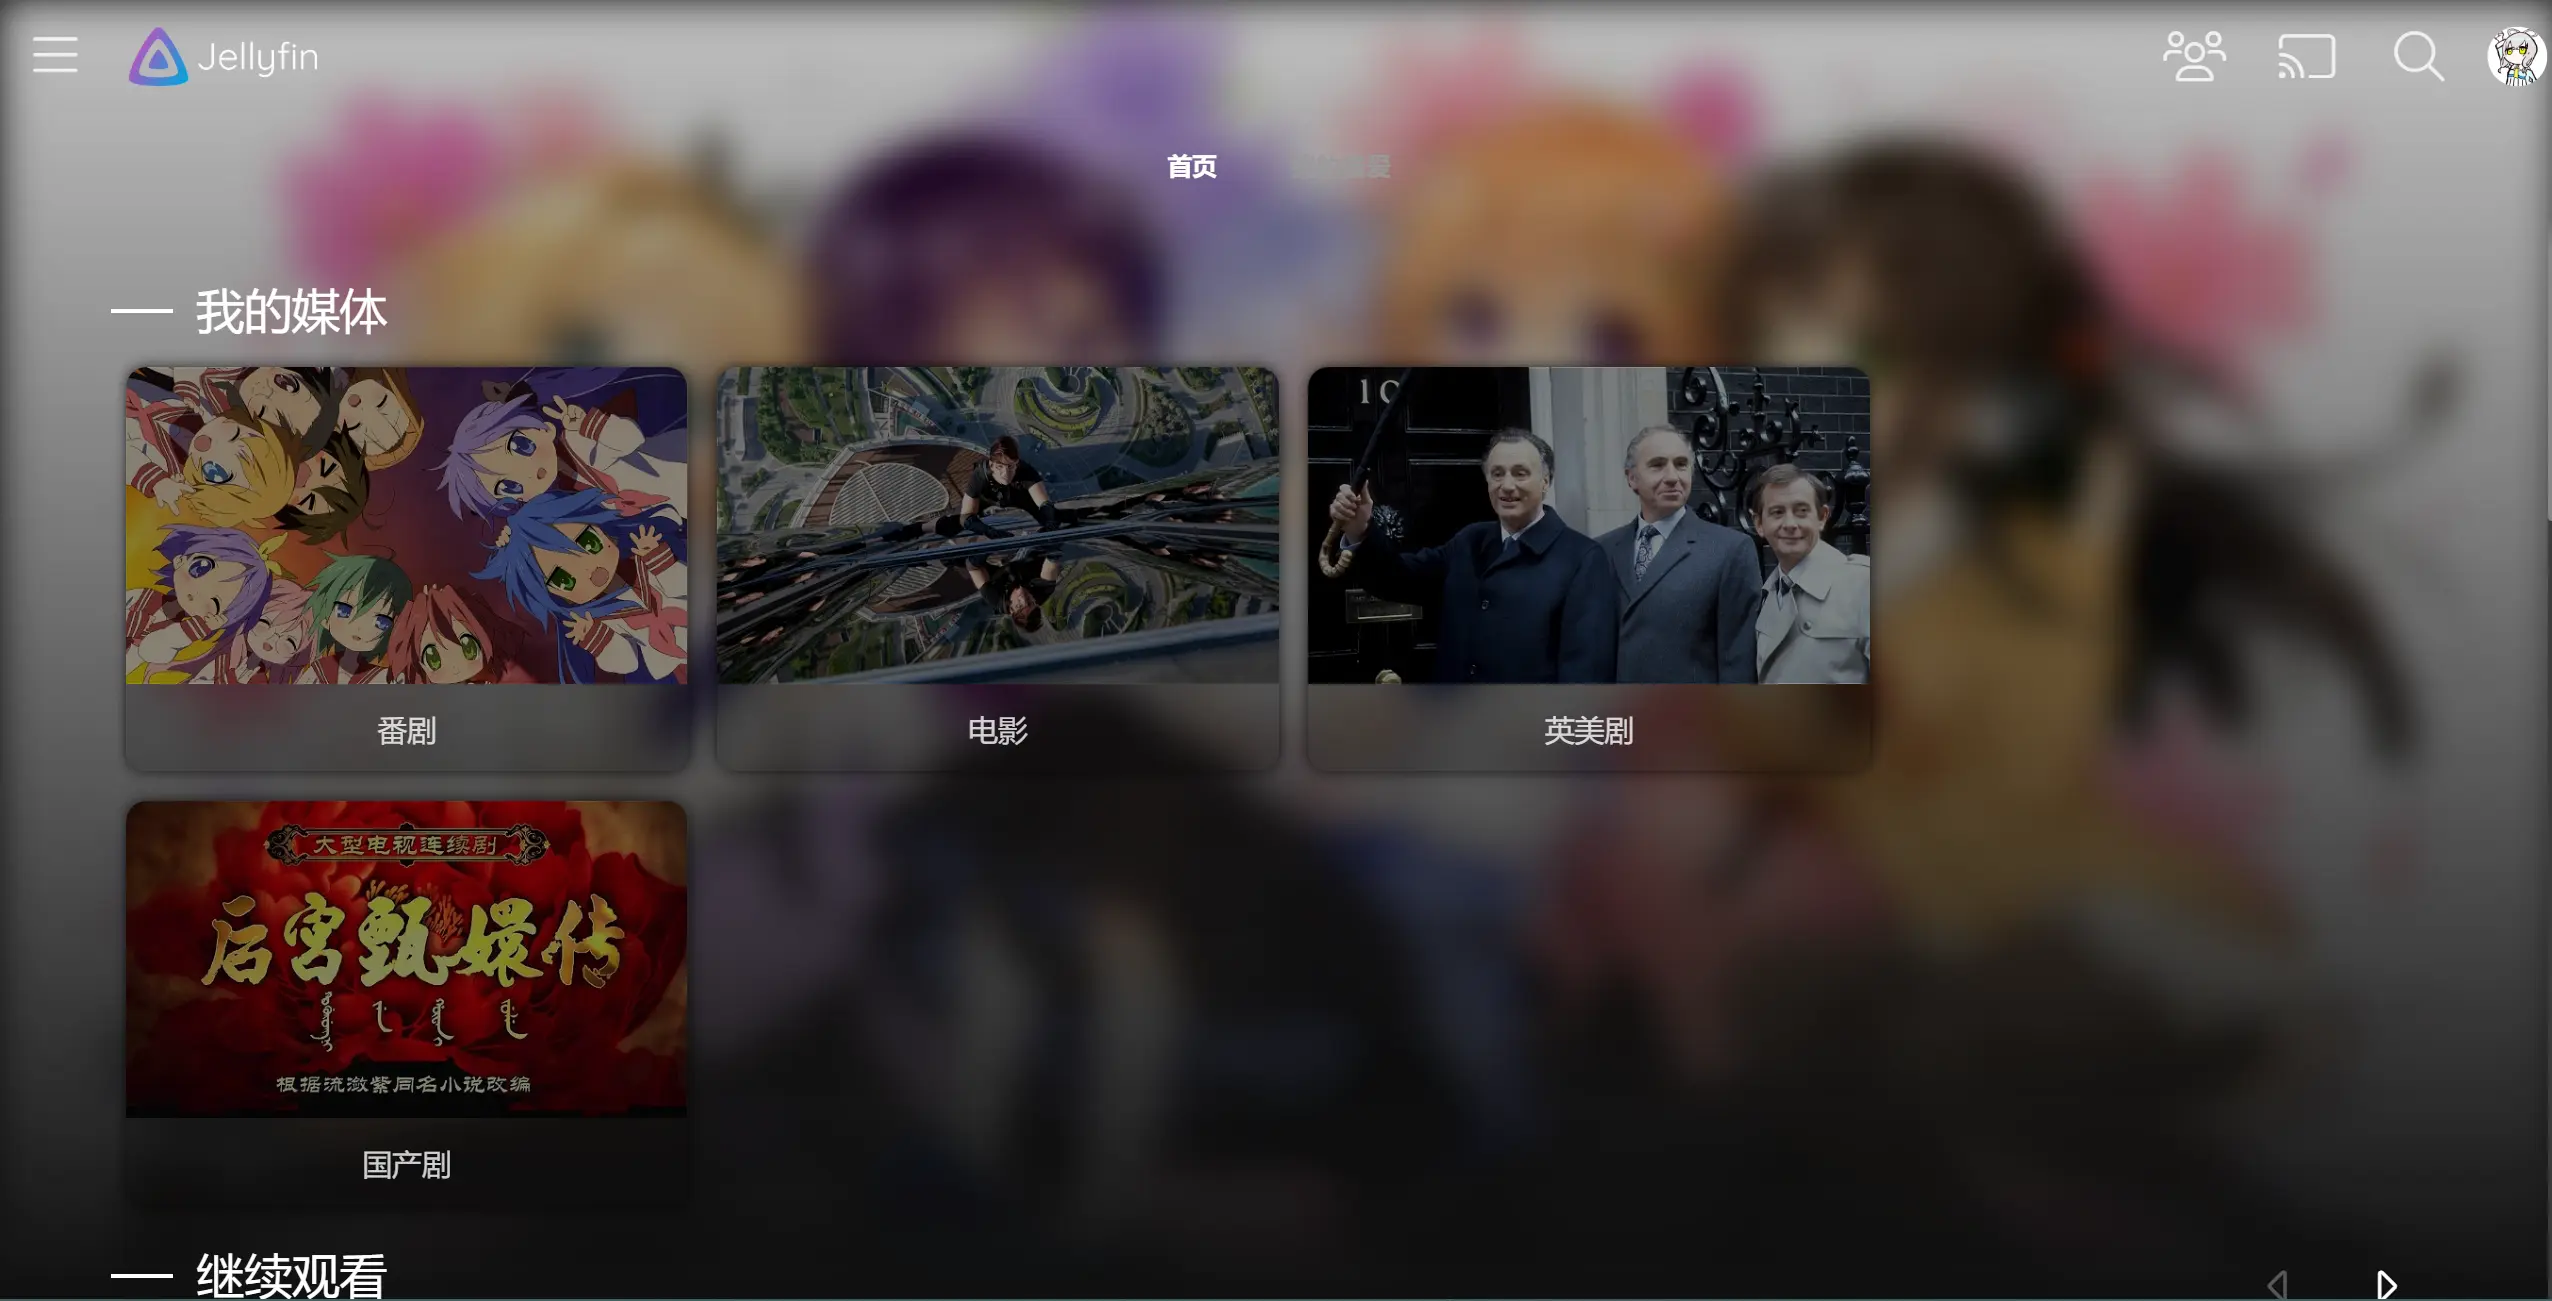 Jellyfin
首页
我的媒体
10
番剧
电影
英美剧
大型电视连续剧
后宫甄嬛传
根据流潋紫同名小说改编
国产剧
继续观看